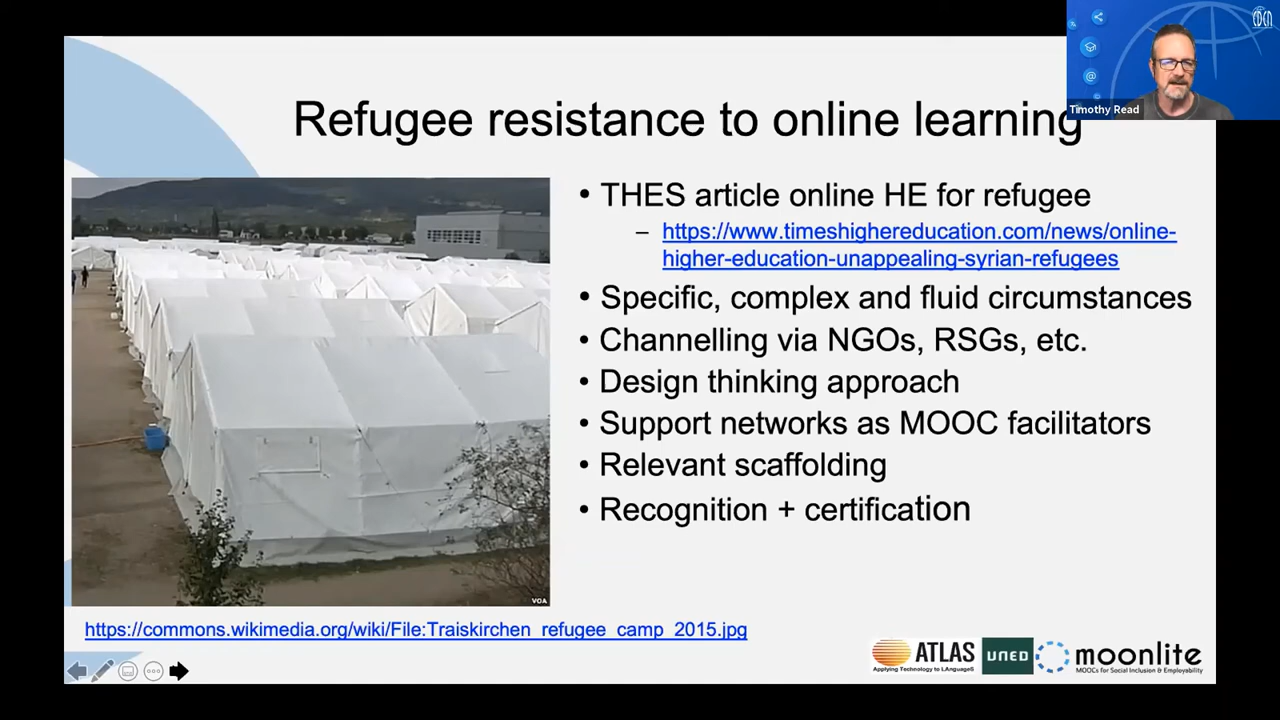 EDEN
Timothy Read
Refugee resistance to online learning
• THES article online HE for refugee
– https://www.timeshighereducation.com/news/online-
higher-education-unappealing-syrian-refugees
• Specific, complex and fluid circumstances
• Channelling via NGOs, RSGs, etc.
• Design thinking approach
• Support networks as MOOC facilitators
• Relevant scaffolding
• Recognition + certification
VOA
https://commons.wikimedia.org/wiki/File:Traiskirchen_refugee_camp_2015.jpg
ATLAS
Applying Technology to LAnguageS
UNED
moonlite
MOOCs for Social Inclusion & Employability